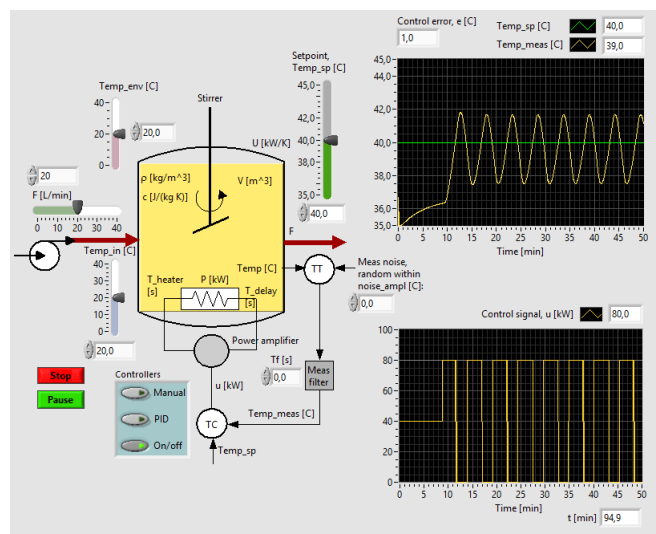 Control error, e [C]
1,0
Temp_sp [C]
40,0
Temp_meas [C]
39,0
Setpoint,
Temp_sp [C]
45,0
42,0
40,0
38,0
35,0
40,0
Temp_env [C]
40
20
0
20,0
Stirrer
U [kW/K]
ρ [kg/m^3]
V [m^3]
c [J/(kg K)]
20
F [L/min]
0 10 20 30 40
F
Temp_in [C]
40
30
20
10
0
20,0
T_heater
[s]
P [kW]
T_delay
[s]
Temp [C]
TT
Meas noise,
random within
noise_ampl [C]:
0,0
Power amplifier
Tf [s]
0,0
Meas
filter
u [kW]
Temp_meas [C]
TC
Temp_sp
Stop
Pause
Controllers
Manual
PID
On/off
45,0
44,0
42,0
40,0
38,0
36,0
35,0
0 5 10 15 20 25 30 35 40 45 50
Time [min]
Control signal, u [kW]
80,0
100
80
60
40
20
0
0 5 10 15 20 25 30 35 40 45 50
Time [min]
t [min] 94,9